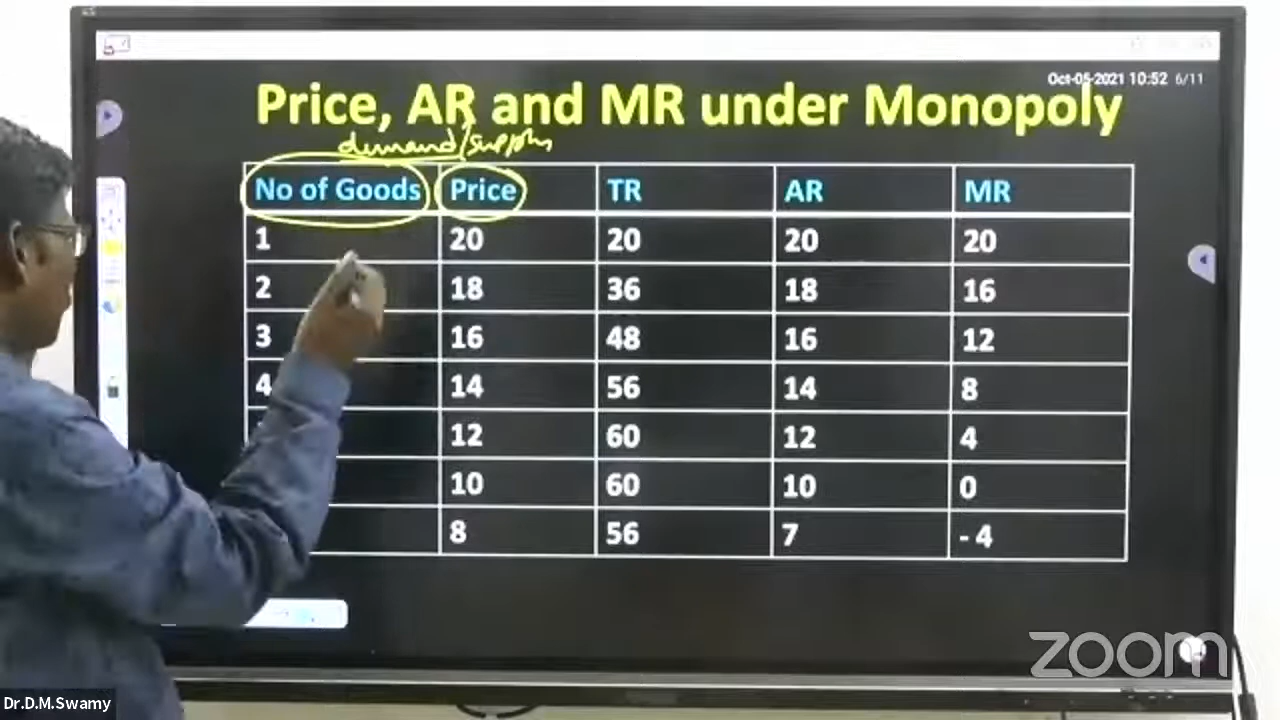 Oct-05-2021 10:52 6/11
Price, AR and MR under Monopoly
demand/supply
No of Goods Price TR AR MR
1 20 20 20 20
2 18 36 18 16
3 16 48 16 12
4 14 56 14 8
12 60 12 4
10 60 10 0
8 56 7 - 4
zoom
Dr.D.M.Swamy